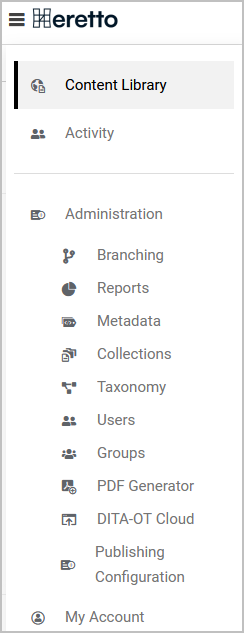 Heretto
Content Library
Activity
Administration
Branching
Reports
Metadata
Collections
Taxonomy
Users
Groups
PDF Generator
DITA-OT Cloud
Publishing
Configuration
My Account